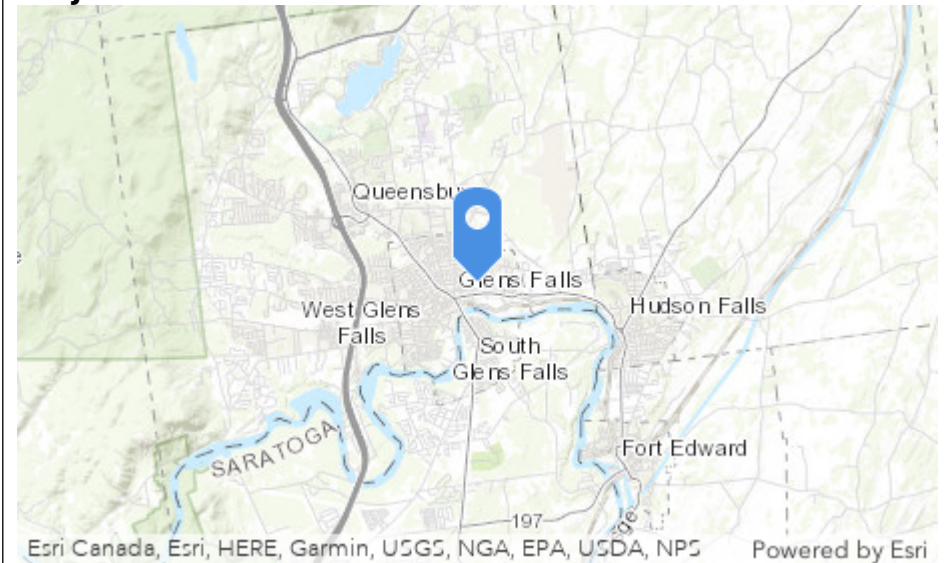 Queensbu
Glens Falls
West Glens
Falls
Hudson Falls
South
Glens Falls
SARATOGA
Fort Edward
197
ge
Esri Canada, Esri, HERE, Garmin, USGS, NGA, EPA, USDA, NPS
Powered by Esri